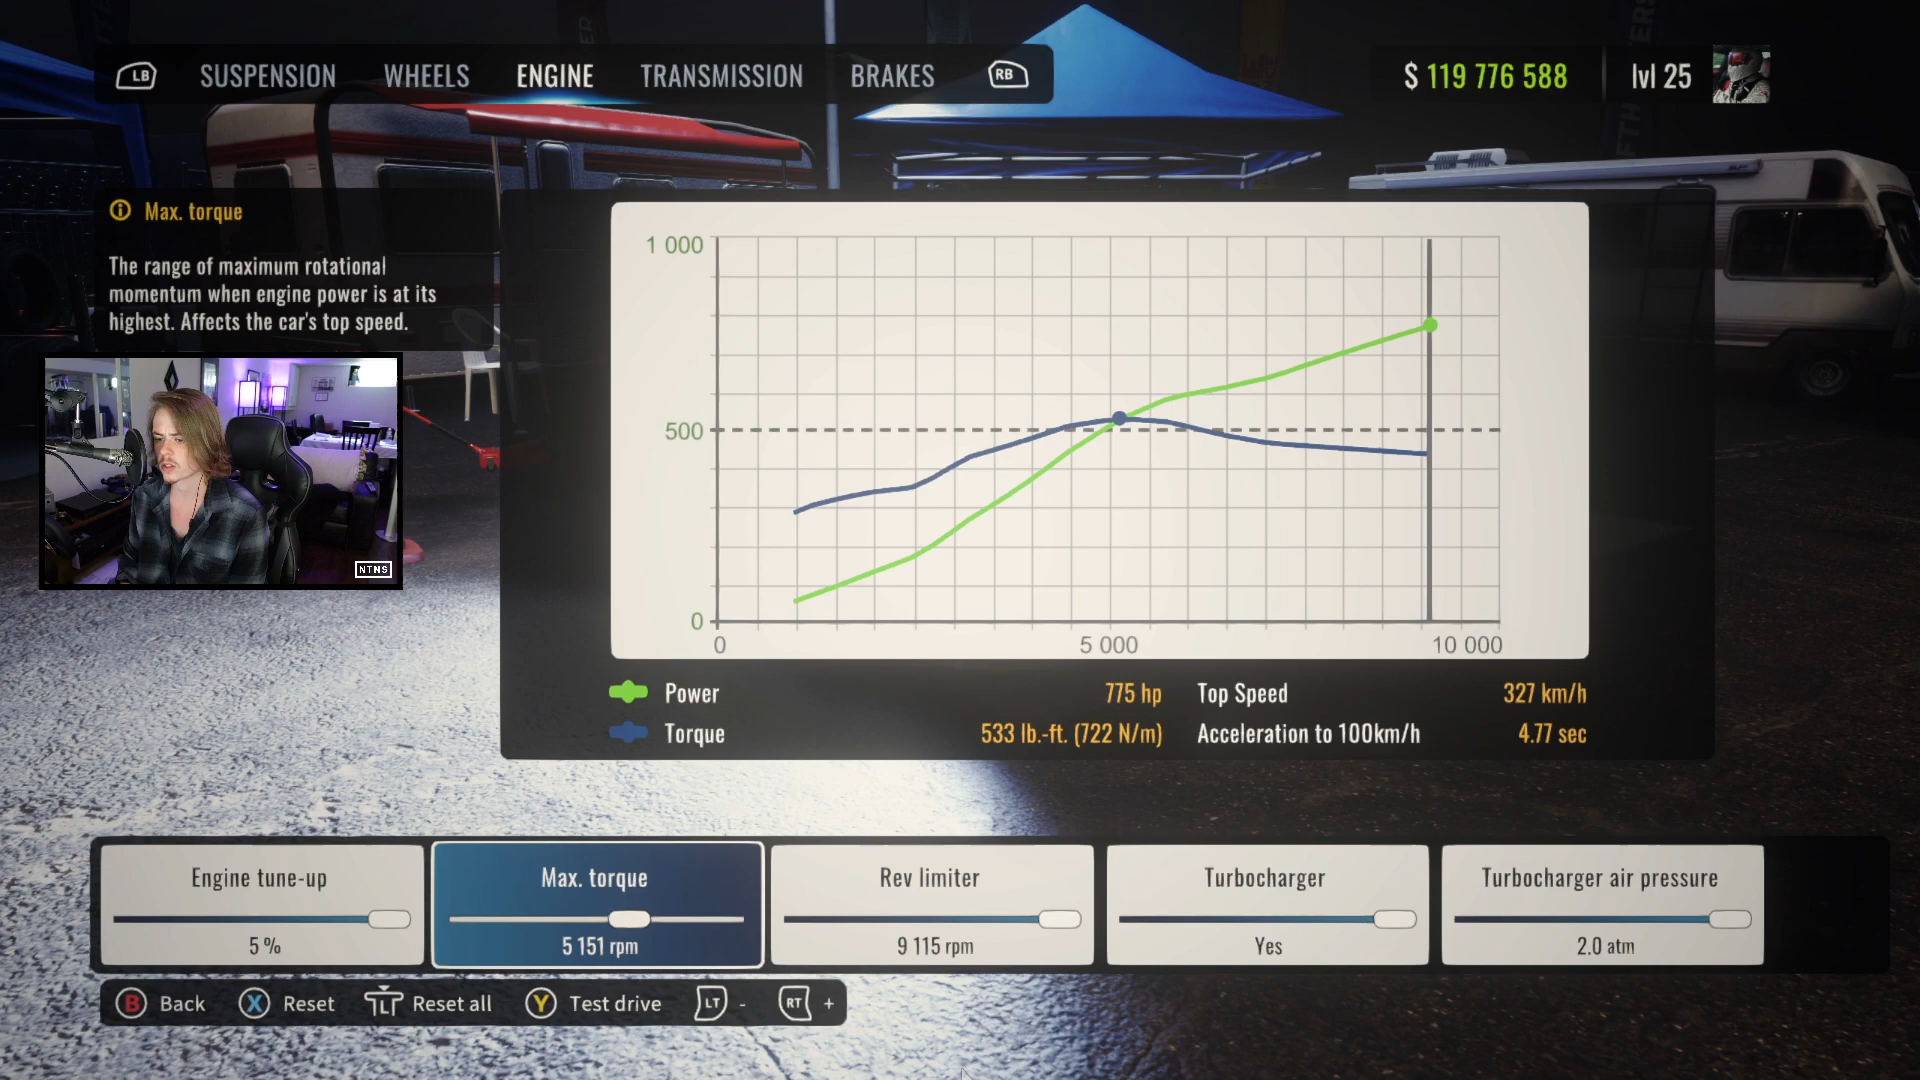 LB SUSPENSION WHEELS ENGINE TRANSMISSION BRAKES RB
$ 119 776 588 lvl 25
Max. torque
The range of maximum rotational
momentum when engine power is at its
highest. Affects the car's top speed.
NTNS
1 000
500
0
0 5 000 10 000
Power 775 hp Top Speed 327 km/h
Torque 533 lb.-ft. (722 N/m) Acceleration to 100km/h 4.77 sec
Engine tune-up
5 %
Max. torque
5 151 rpm
Rev limiter
9 115 rpm
Turbocharger
Yes
Turbocharger air pressure
2.0 atm
B Back X Reset LT Reset all Y Test drive LT - RT +